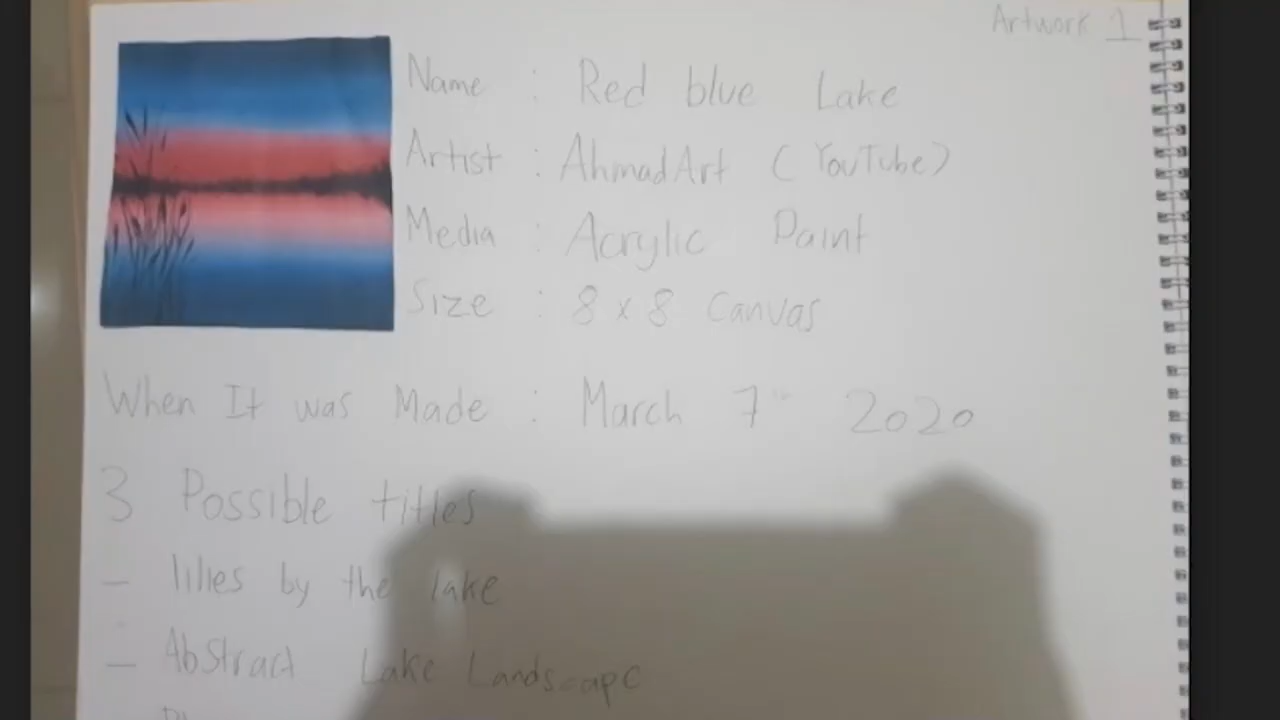 Artwork 1
Name : Red blue Lake
Artist : AhmadArt (YouTube)
Media : Acrylic Paint
Size : 8 x 8 Canvas
When It was Made : March 7th 2020
3 Possible titles
- lilies by the lake
- Abstract Lake Landscape